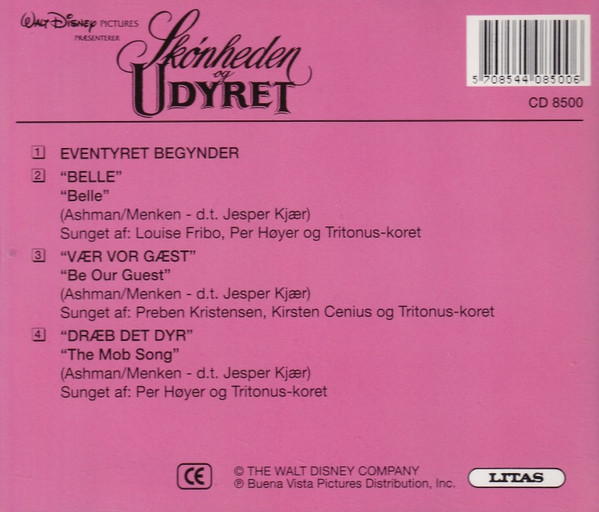 WALT DISNEY PICTURES
PRÆSENTERER
Skønheden
og
UDYRET
5 708544 085006
CD 8500
1 EVENTYRET BEGYNDER
2 “BELLE”
“Belle”
(Ashman/Menken - d.t. Jesper Kjær)
Sunget af: Louise Fribo, Per Høyer og Tritonus-koret
3 “VÆR VOR GÆST”
“Be Our Guest”
(Ashman/Menken - d.t. Jesper Kjær)
Sunget af: Preben Kristensen, Kirsten Cenius og Tritonus-koret
4 “DRÆB DET DYR”
“The Mob Song”
(Ashman/Menken - d.t. Jesper Kjær)
Sunget af: Per Høyer og Tritonus-koret
CE
© THE WALT DISNEY COMPANY
℗ Buena Vista Pictures Distribution, Inc.
LITAS